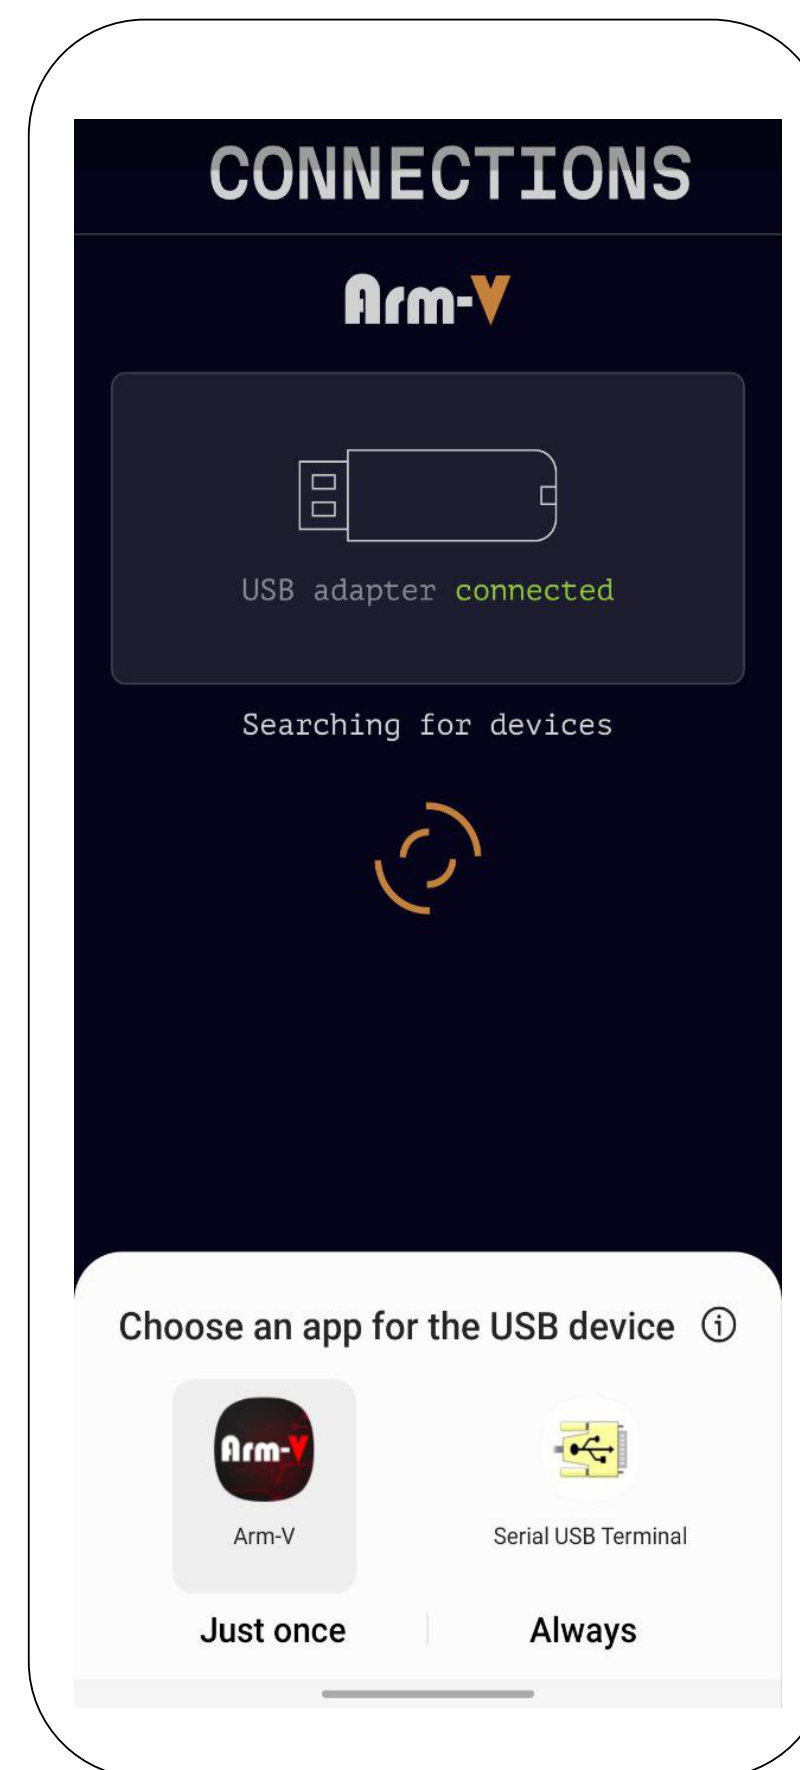 CONNECTIONS
Arm-V
USB adapter connected
Searching for devices
Choose an app for the USB device
Arm-V
Arm-V
Serial USB Terminal
Just once
Always